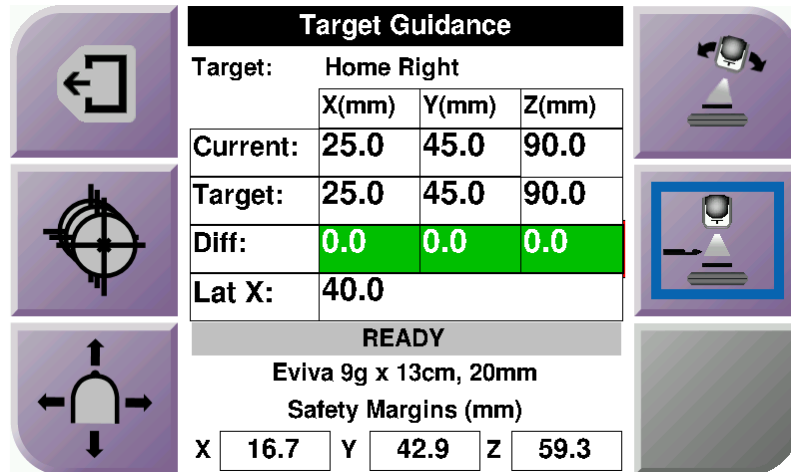 Target Guidance
Target: Home Right
X(mm) Y(mm) Z(mm)
Current: 25.0 45.0 90.0
Target: 25.0 45.0 90.0
Diff: 0.0 0.0 0.0
Lat X: 40.0
READY
Eviva 9g x 13cm, 20mm
Safety Margins (mm)
X 16.7 Y 42.9 Z 59.3